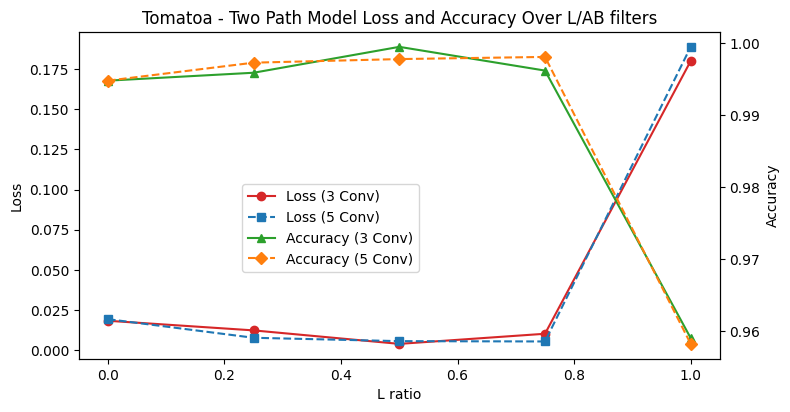 Tomatoa - Two Path Model Loss and Accuracy Over L/AB filters
0.175
0.150
0.125
0.100
0.075
0.050
0.025
0.000
Loss
1.00
0.99
0.98
0.97
0.96
Accuracy
Loss (3 Conv)
Loss (5 Conv)
Accuracy (3 Conv)
Accuracy (5 Conv)
0.0 0.2 0.4 0.6 0.8 1.0
L ratio